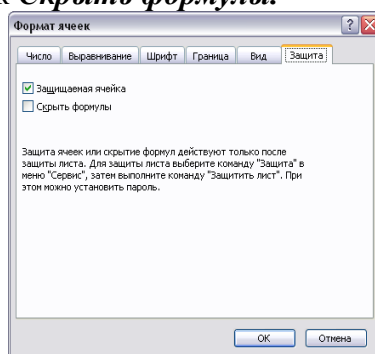 Скрыть формулы.
Формат ячеек
Число Выравнивание Шрифт Граница Вид Защита
Защищаемая ячейка
Скрыть формулы
Защита ячеек или скрытие формул действуют только после
защиты листа. Для защиты листа выберите команду "Защита" в
меню "Сервис", затем выполните команду "Защитить лист". При
этом можно установить пароль.
ОК Отмена